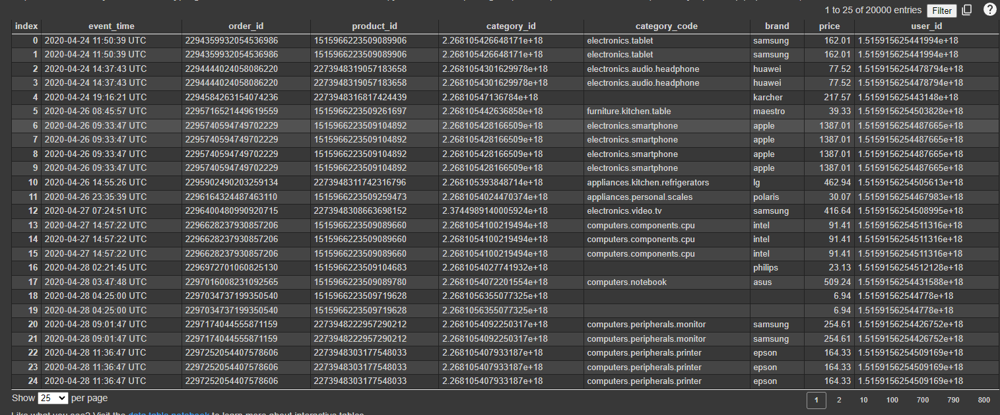 1 to 25 of 20000 entries Filter ?
index event_time order_id product_id category_id category_code brand price user_id
0 2020-04-24 11:50:39 UTC 2294359932054536986 1515966223509089906 2.268105426648171e+18 electronics.tablet samsung 162.01 1.515915625441994e+18
1 2020-04-24 11:50:39 UTC 2294359932054536986 1515966223509089906 2.268105426648171e+18 electronics.tablet samsung 162.01 1.515915625441994e+18
2 2020-04-24 14:37:43 UTC 2294444024058086220 2273948319057183658 2.2681054301629978e+18 electronics.audio.headphone huawei 77.52 1.5159156254478794e+18
3 2020-04-24 14:37:43 UTC 2294444024058086220 2273948319057183658 2.2681054301629978e+18 electronics.audio.headphone huawei 77.52 1.5159156254478794e+18
4 2020-04-24 19:16:21 UTC 2294584263154074236 2273948316817424439 2.26810547136784e+18 karcher 217.57 1.515915625443148e+18
5 2020-04-26 08:45:57 UTC 2295716521449619559 1515966223509261697 2.268105442636858e+18 furniture.kitchen.table maestro 39.33 1.5159156254503828e+18
6 2020-04-26 09:33:47 UTC 2295740594749702229 1515966223509104892 2.268105428166509e+18 electronics.smartphone apple 1387.01 1.5159156254487665e+18
7 2020-04-26 09:33:47 UTC 2295740594749702229 1515966223509104892 2.268105428166509e+18 electronics.smartphone apple 1387.01 1.5159156254487665e+18
8 2020-04-26 09:33:47 UTC 2295740594749702229 1515966223509104892 2.268105428166509e+18 electronics.smartphone apple 1387.01 1.5159156254487665e+18
9 2020-04-26 09:33:47 UTC 2295740594749702229 1515966223509104892 2.268105428166509e+18 electronics.smartphone apple 1387.01 1.5159156254487665e+18
10 2020-04-26 14:55:26 UTC 2295902490203259134 2273948311742316796 2.268105393848714e+18 appliances.kitchen.refrigerators lg 462.94 1.5159156254505613e+18
11 2020-04-26 23:35:39 UTC 2296164324487463110 1515966223509259473 2.2681054024470374e+18 appliances.personal.scales polaris 30.07 1.5159156254467983e+18
12 2020-04-27 07:24:51 UTC 2296400480990920715 2273948308663698152 2.3744989140005924e+18 electronics.video.tv samsung 416.64 1.5159156254508995e+18
13 2020-04-27 14:57:22 UTC 2296628237930857206 1515966223509089660 2.2681054100219494e+18 computers.components.cpu intel 91.41 1.5159156254511316e+18
14 2020-04-27 14:57:22 UTC 2296628237930857206 1515966223509089660 2.2681054100219494e+18 computers.components.cpu intel 91.41 1.5159156254511316e+18
15 2020-04-27 14:57:22 UTC 2296628237930857206 1515966223509089660 2.2681054100219494e+18 computers.components.cpu intel 91.41 1.5159156254511316e+18
16 2020-04-28 02:21:45 UTC 2296972701060825130 1515966223509104683 2.2681054027741932e+18 philips 23.13 1.5159156254512128e+18
17 2020-04-28 03:47:48 UTC 2297016008231092565 1515966223509089780 2.2681054072201554e+18 computers.notebook asus 509.24 1.5159156254431588e+18
18 2020-04-28 04:25:00 UTC 2297034737199350540 1515966223509719628 2.2681056355077325e+18 6.94 1.51591562544778e+18
19 2020-04-28 04:25:00 UTC 2297034737199350540 1515966223509719628 2.2681056355077325e+18 6.94 1.51591562544778e+18
20 2020-04-28 09:01:47 UTC 2297174044555871159 2273948222957290212 2.2681054092250317e+18 computers.peripherals.monitor samsung 254.61 1.5159156254426752e+18
21 2020-04-28 09:01:47 UTC 2297174044555871159 2273948222957290212 2.2681054092250317e+18 computers.peripherals.monitor samsung 254.61 1.5159156254426752e+18
22 2020-04-28 11:36:47 UTC 2297252054407578606 2273948303177548033 2.268105407933187e+18 computers.peripherals.printer epson 164.33 1.5159156254509169e+18
23 2020-04-28 11:36:47 UTC 2297252054407578606 2273948303177548033 2.268105407933187e+18 computers.peripherals.printer epson 164.33 1.5159156254509169e+18
24 2020-04-28 11:36:47 UTC 2297252054407578606 2273948303177548033 2.268105407933187e+18 computers.peripherals.printer epson 164.33 1.5159156254509169e+18
Show 25 per page 1 2 10 100 700 790 800
Like what you see? Visit the data table notebook to learn more about interactive tables.